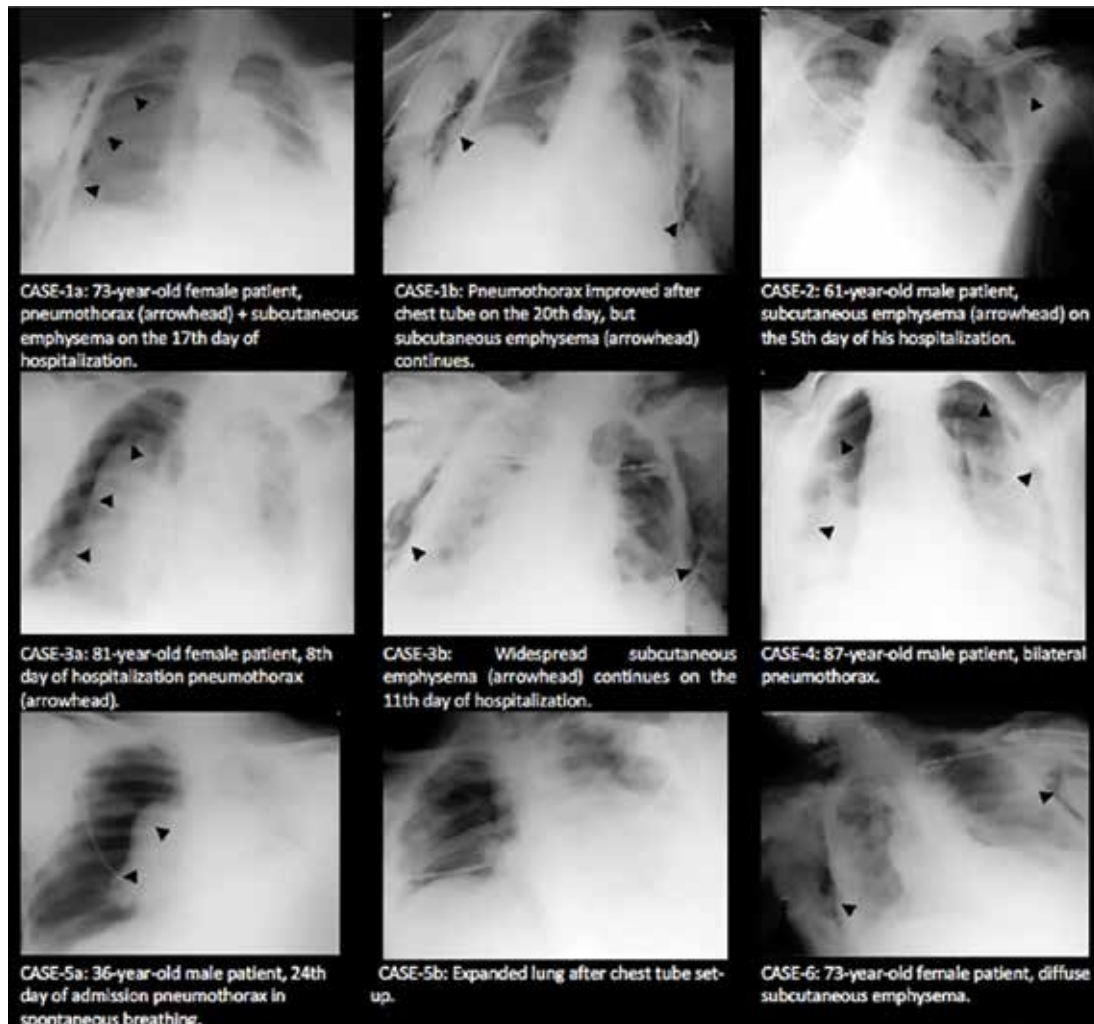 CASE-1a: 73-year-old female patient,
pneumothorax (arrowhead) + subcutaneous
emphysema on the 17th day of
hospitalization.
CASE-1b: Pneumothorax improved after
chest tube on the 20th day, but
subcutaneous emphysema (arrowhead)
continues.
CASE-2: 61-year-old male patient,
subcutaneous emphysema (arrowhead) on
the 5th day of his hospitalization.
CASE-3a: 81-year-old female patient, 8th
day of hospitalization pneumothorax
(arrowhead).
CASE-3b: Widespread subcutaneous
emphysema (arrowhead) continues on the
11th day of hospitalization.
CASE-4: 87-year-old male patient, bilateral
pneumothorax.
CASE-5a: 36-year-old male patient, 24th
day of admission pneumothorax in
spontaneous breathing.
CASE-5b: Expanded lung after chest tube set-
up.
CASE-6: 73-year-old female patient, diffuse
subcutaneous emphysema.